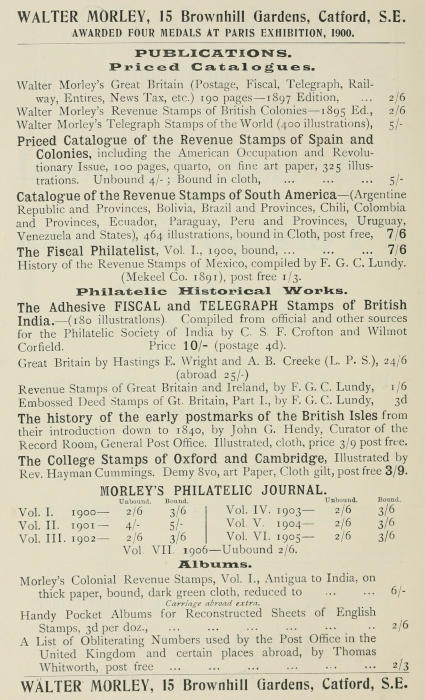 WALTER MORLEY, 15 Brownhill Gardens, Catford, S.E.
AWARDED FOUR MEDALS AT PARIS EXHIBITION, 1900.
PUBLICATIONS.
Priced Catalogues.
Walter Morley's Great Britain (Postage, Fiscal, Telegraph, Rail-
way, Entires, News Tax, etc.) 190 pages—1897 Edition, ... 2/6
Walter Morley's Revenue Stamps of British Colonies—1895 Ed., 2/6
Walter Morley's Telegraph Stamps of the World (400 illustrations), 5/-
Priced Catalogue of the Revenue Stamps of Spain and
Colonies, including the American Occupation and Revolu-
tionary Issue, 100 pages, quarto, on fine art paper, 325 illus-
trations. Unbound 4/-; Bound in cloth, ... ... ... 5/-
Catalogue of the Revenue Stamps of South America—(Argentine
Republic and Provinces, Bolivia, Brazil and Provinces, Chili, Colombia
and Provinces, Ecuador, Paraguay, Peru and Provinces, Uruguay,
Venezuela and States), 464 illustrations, bound in Cloth, post free, 7/6
The Fiscal Philatelist, Vol. I., 1900, bound, ... ... ... 7/6
History of the Revenue Stamps of Mexico, compiled by F. G. C. Lundy.
(Mekeel Co. 1891), post free 1/3.
Philatelic Historical Works.
The Adhesive FISCAL and TELEGRAPH Stamps of British
India.—(180 illustrations). Compiled from official and other sources
for the Philatelic Society of India by C. S. F. Crofton and Wilmot
Corfield. Price 10/- (postage 4d).
Great Britain by Hastings E. Wright and A. B. Creeke (L. P. S.), 24/6
(abroad 25/-)
Revenue Stamps of Great Britain and Ireland, by F. G. C. Lundy, 1/6
Embossed Deed Stamps of Gt. Britain, Part I., by F. G. C. Lundy, 3d
The history of the early postmarks of the British Isles from
their introduction down to 1840, by John G. Hendy, Curator of the
Record Room, General Post Office. Illustrated, cloth, price 3/9 post free.
The College Stamps of Oxford and Cambridge, Illustrated by
Rev. Hayman Cummings. Demy 8vo, art Paper, Cloth gilt, post free 3/9.
MORLEY'S PHILATELIC JOURNAL.
Unbound. Bound. Unbound. Bound.
Vol. I. 1900— 2/6 3/6 Vol. IV. 1903— 2/6 3/6
Vol. II. 1901— 4/- 5/- Vol. V. 1904— 2/6 3/6
Vol. III. 1902— 2/6 3/6 Vol. VI. 1905— 2/6 3/6
Vol. VII. 1906—Unbound 2/6.
Albums.
Morley's Colonial Revenue Stamps, Vol. I., Antigua to India, on
thick paper, bound, dark green cloth, reduced to ... ... 6/-
Carriage abroad extra.
Handy Pocket Albums for Reconstructed Sheets of English
Stamps, 3d per doz., ... ... ... ... ... ... 2/6
A List of Obliterating Numbers used by the Post Office in the
United Kingdom and certain places abroad, by Thomas
Whitworth, post free ... ... ... ... ... ... 2/3
WALTER MORLEY, 15 Brownhill Gardens, Catford, S.E.